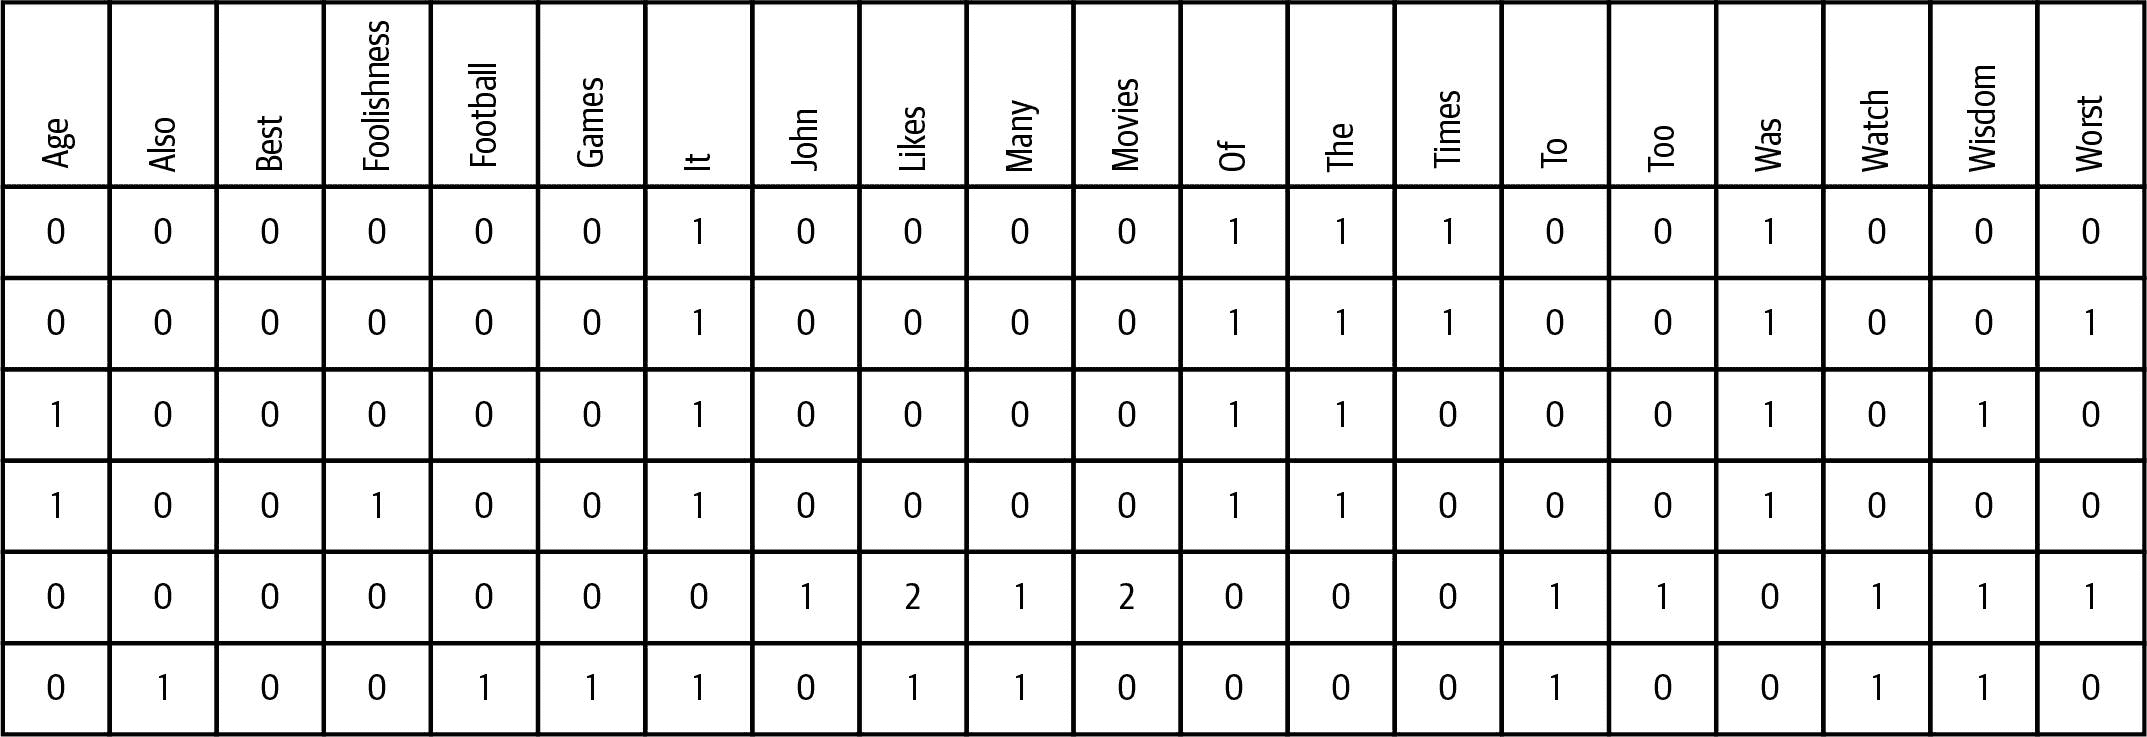 Age Also Best Foolishness Football Games It John Likes Many Movies Of The Times To Too Was Watch Wisdom Worst
0 0 0 0 0 0 1 0 0 0 0 1 1 1 0 0 1 0 0 0
0 0 0 0 0 0 1 0 0 0 0 1 1 1 0 0 1 0 0 1
1 0 0 0 0 0 1 0 0 0 0 1 1 0 0 0 1 0 1 0
1 0 0 1 0 0 1 0 0 0 0 1 1 0 0 0 1 0 0 0
0 0 0 0 0 0 0 1 2 1 2 0 0 0 1 1 0 1 1 1
0 1 0 0 1 1 1 0 1 1 0 0 0 0 1 0 0 1 1 0